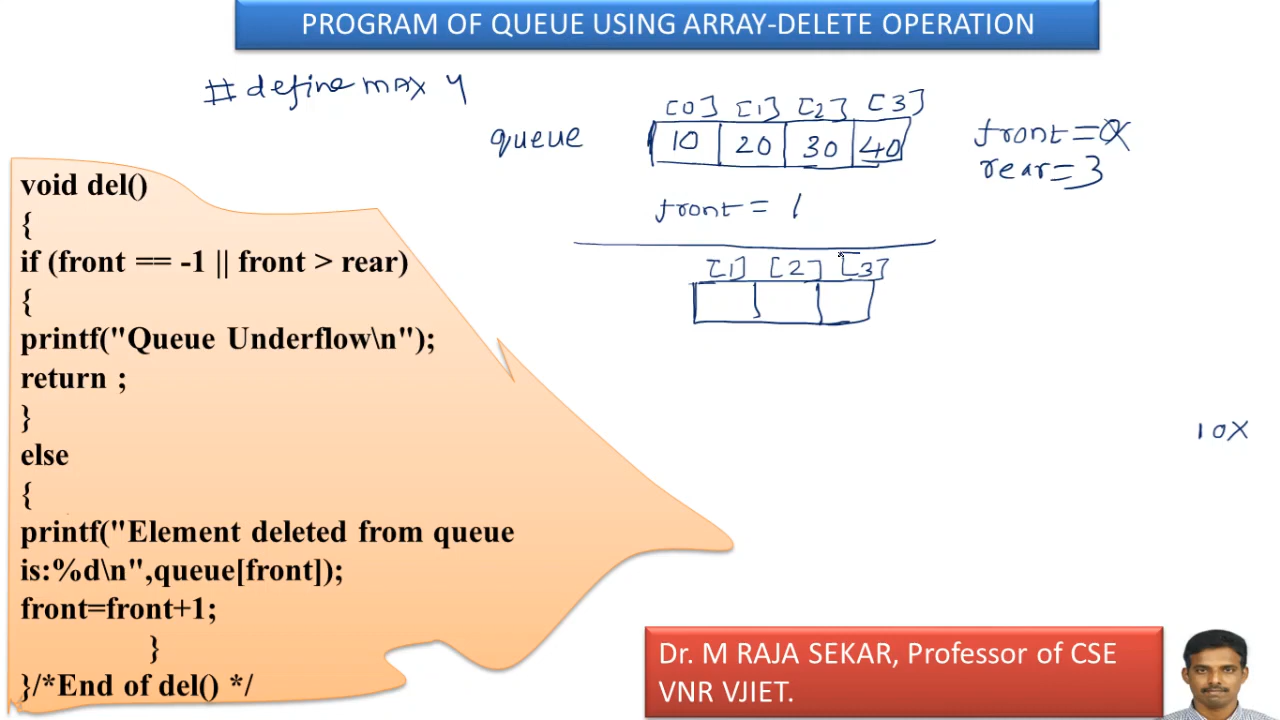 PROGRAM OF QUEUE USING ARRAY-DELETE OPERATION
# define max 4
[0] [1] [2] [3]
queue 10 20 30 40
front = 0
rear = 3
front = 1
[1] [2] [3]
10X
void del()
{
if (front == -1 || front > rear)
{
printf("Queue Underflow\n");
return ;
}
else
{
printf("Element deleted from queue
is:%d\n",queue[front]);
front=front+1;
}
}/*End of del() */
Dr. M RAJA SEKAR, Professor of CSE
VNR VJIET.